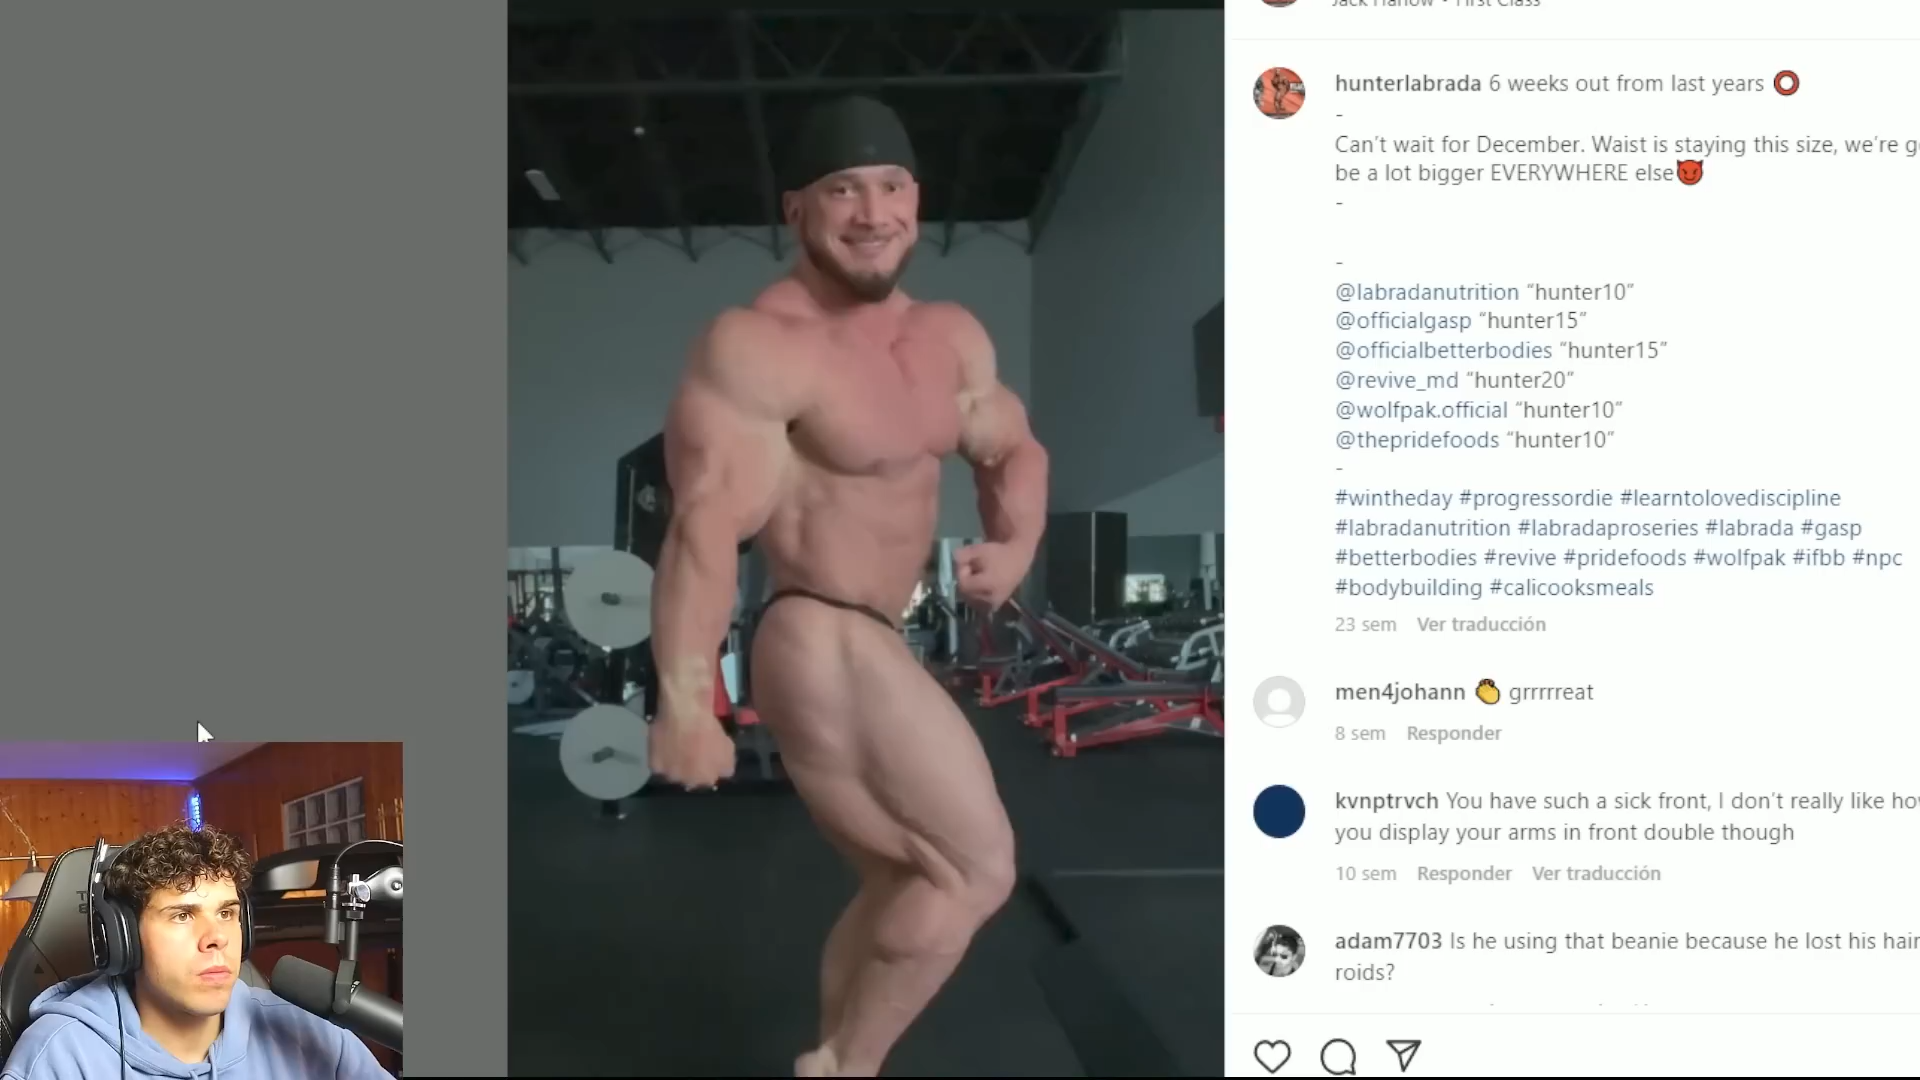 Jack Harlow • First Class
hunterlabrada 6 weeks out from last years ⭕
-
Can't wait for December. Waist is staying this size, we're
be a lot bigger EVERYWHERE else😈
-
-
@labradanutrition “hunter10”
@officialgasp “hunter15”
@officialbetterbodies “hunter15”
@revive_md “hunter20”
@wolfpak.official “hunter10”
@thepridefoods “hunter10”
-
#wintheday #progressordie #learntolovediscipline
#labradanutrition #labradaproseries #labrada #gasp
#betterbodies #revive #pridefoods #wolfpak #ifbb #npc
#bodybuilding #calicooksmeals
23 sem Ver traducción
men4johann 👏 grrrrreat
8 sem Responder
kvnptrvch You have such a sick front, I don't really like
you display your arms in front double though
10 sem Responder Ver traducción
adam7703 Is he using that beanie because he lost his hair
roids?